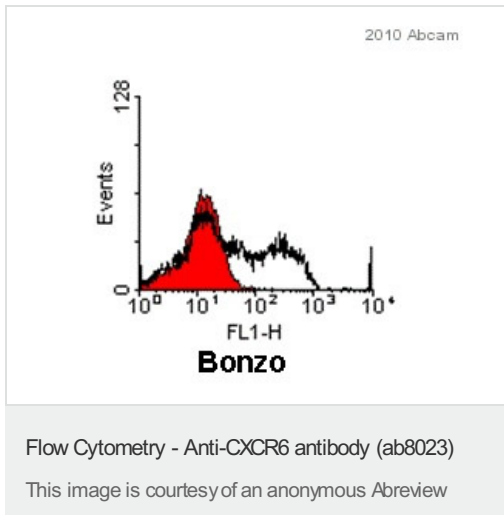 2010 Abcam
128
Events
0
10⁰ 10¹ 10² 10³ 10⁴
FL1-H
Bonzo
Flow Cytometry - Anti-CXCR6 antibody (ab8023)
This image is courtesy of an anonymous Abreview